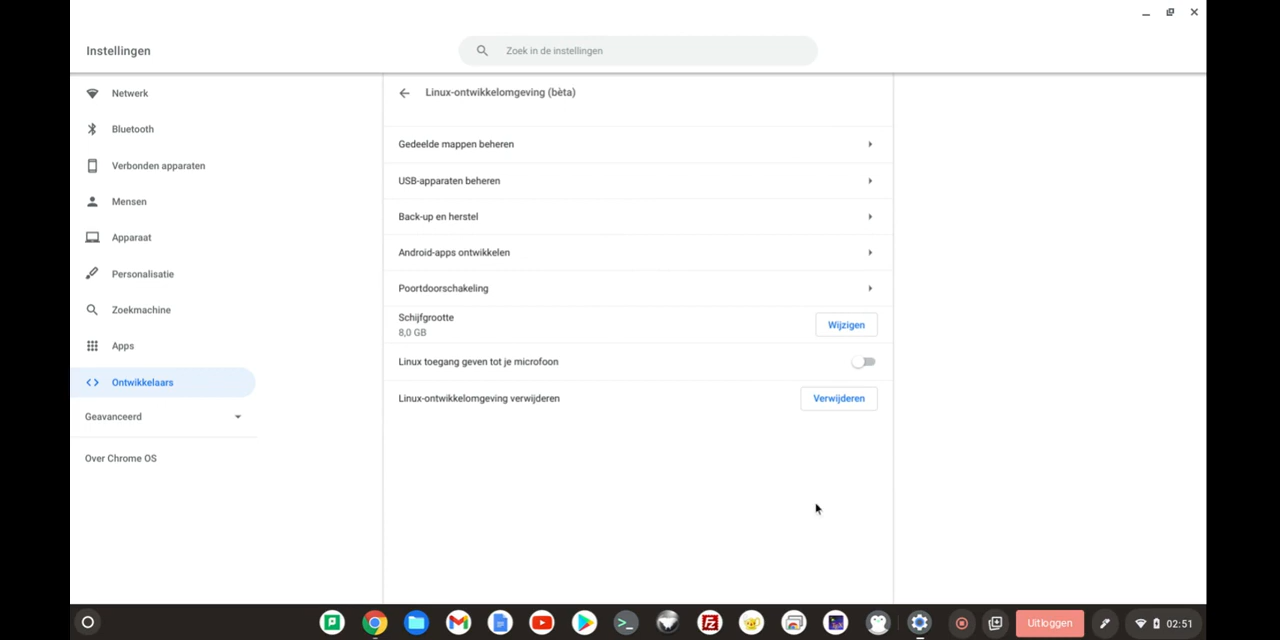 Instellingen
Zoek in de instellingen
Netwerk
Bluetooth
Verbonden apparaten
Mensen
Apparaat
Personalisatie
Zoekmachine
Apps
Ontwikkelaars
Geavanceerd
Over Chrome OS
Linux-ontwikkelomgeving (bèta)
Gedeelde mappen beheren
USB-apparaten beheren
Back-up en herstel
Android-apps ontwikkelen
Poortdoorschakeling
Schijfgrootte
8,0 GB
Wijzigen
Linux toegang geven tot je microfoon
Linux-ontwikkelomgeving verwijderen
Verwijderen
Uitloggen
02:51